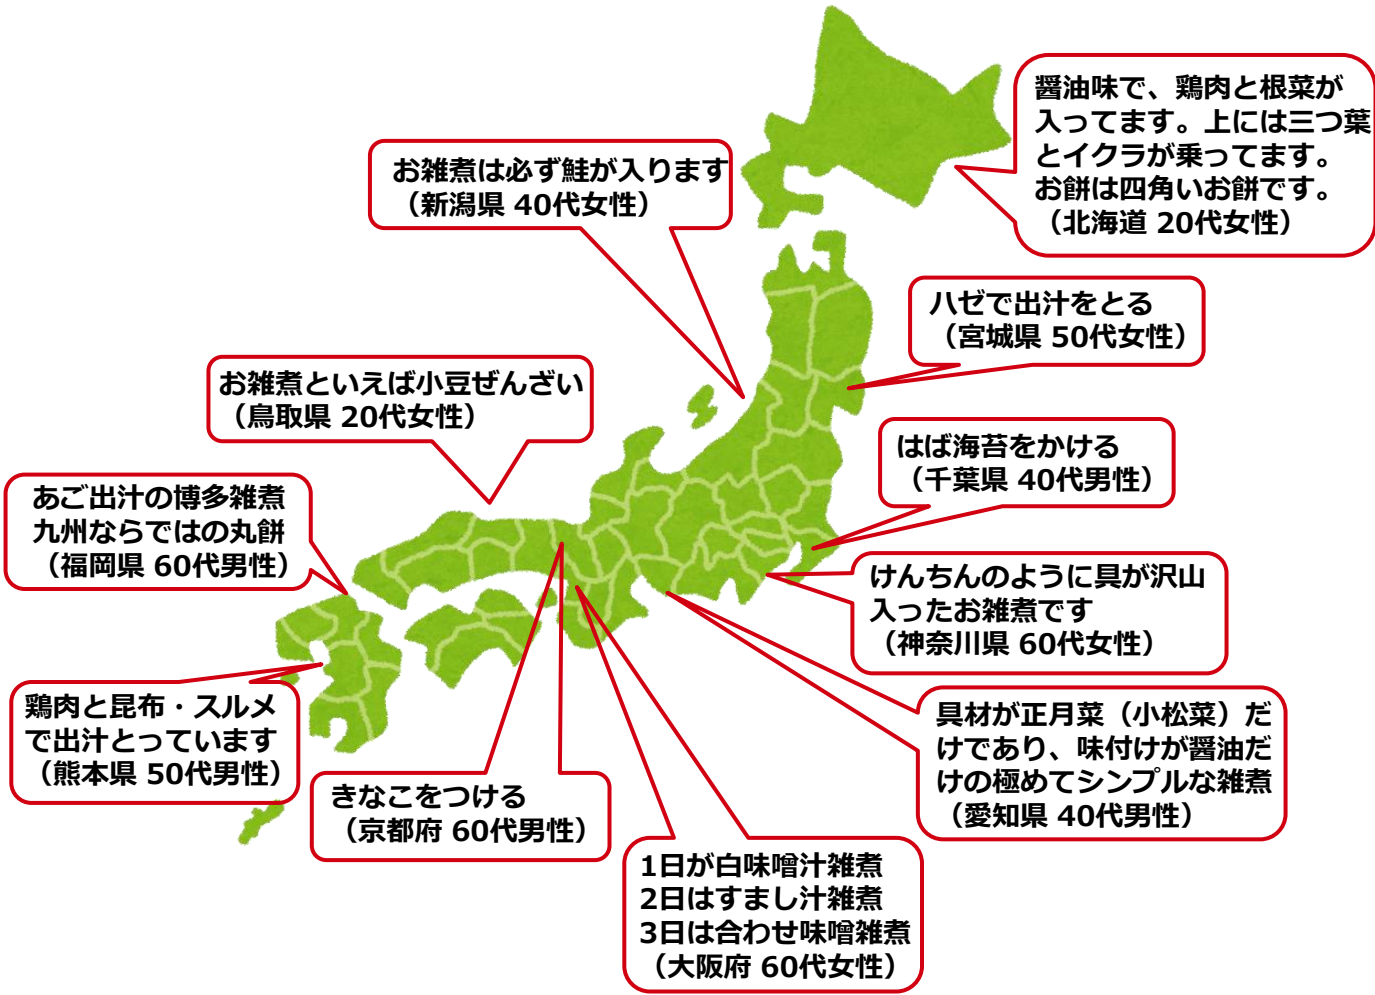 醤油味で、鶏肉と根菜が
入ってます。上には三つ葉
とイクラが乗ってます。
お餅は四角いお餅です。
（北海道 20代女性）
お雑煮は必ず鮭が入ります
（新潟県 40代女性）
ハゼで出汁をとる
（宮城県 50代女性）
お雑煮といえば小豆ぜんざい
（鳥取県 20代女性）
はば海苔をかける
（千葉県 40代男性）
あご出汁の博多雑煮
九州ならではの丸餅
（福岡県 60代男性）
けんちんのように具が沢山
入ったお雑煮です
（神奈川県 60代女性）
鶏肉と昆布・スルメ
で出汁とっています
（熊本県 50代男性）
具材が正月菜（小松菜）だ
けであり、味付けが醤油だ
けの極めてシンプルな雑煮
（愛知県 40代男性）
きなこをつける
（京都府 60代男性）
1日が白味噌汁雑煮
2日はすまし汁雑煮
3日は合わせ味噌雑煮
（大阪府 60代女性）